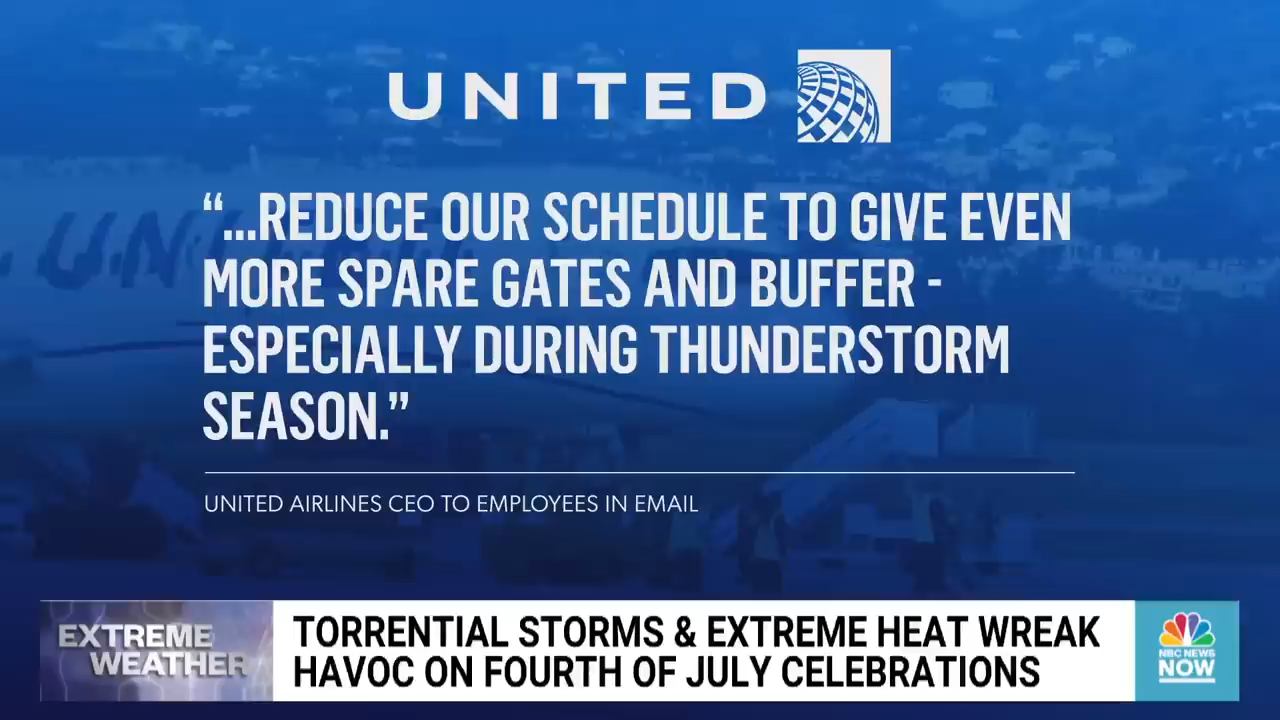 UNITED
“...REDUCE OUR SCHEDULE TO GIVE EVEN
MORE SPARE GATES AND BUFFER -
ESPECIALLY DURING THUNDERSTORM
SEASON.”
UNITED AIRLINES CEO TO EMPLOYEES IN EMAIL
EXTREME
WEATHER
TORRENTIAL STORMS & EXTREME HEAT WREAK
HAVOC ON FOURTH OF JULY CELEBRATIONS
NBC NEWS
NOW